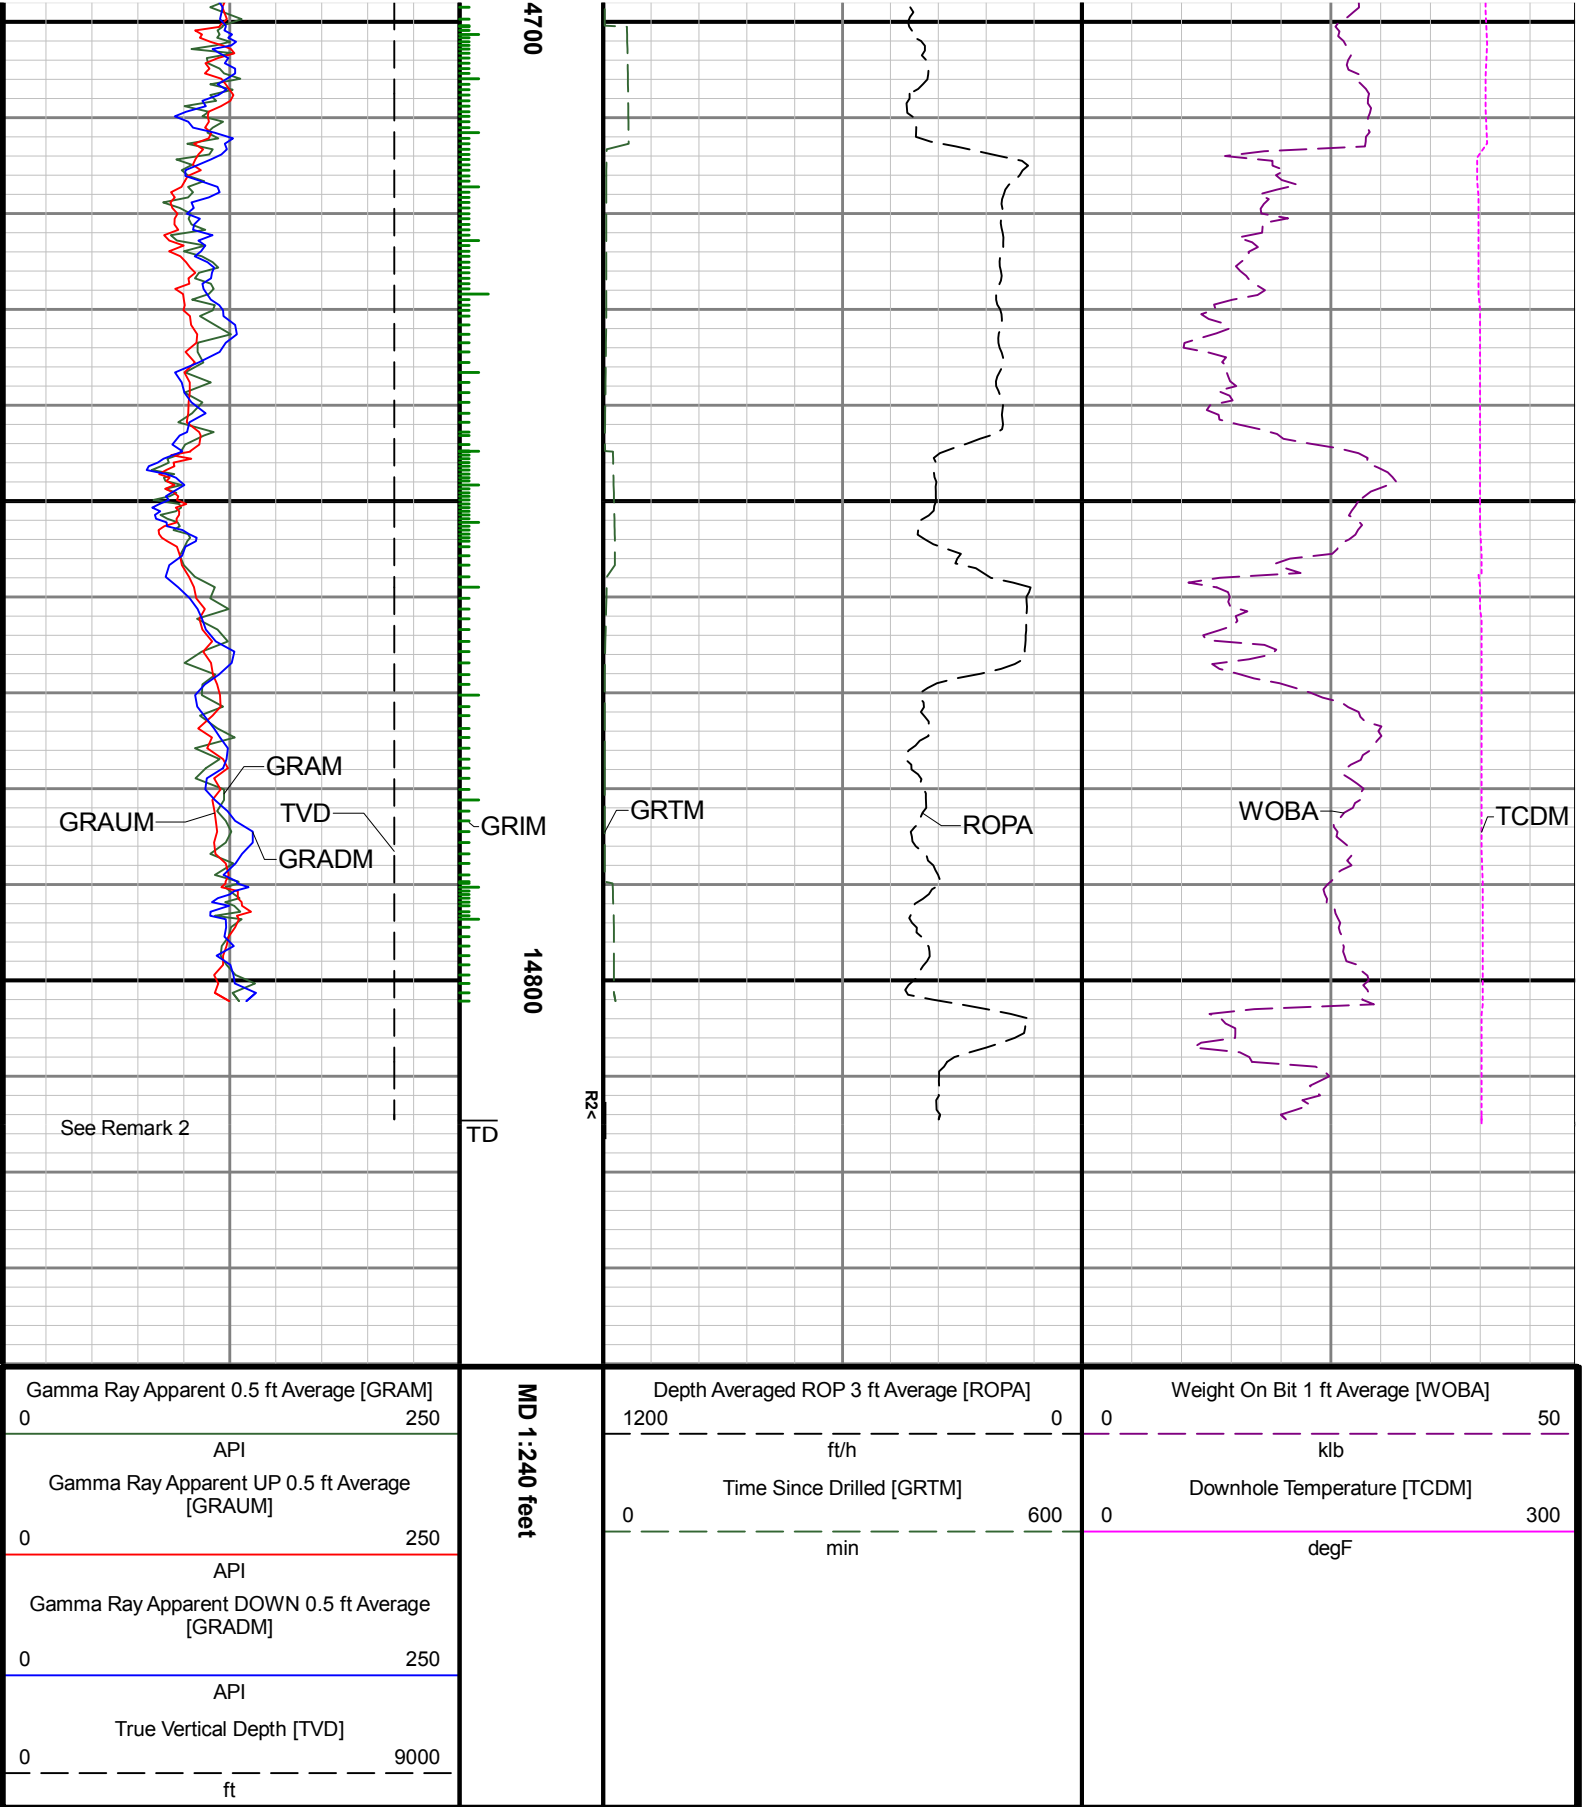 4700
GRAM
GRAUM
TVD
GRADM
GRIM
GRTM
ROPA
WOBA
TCDM
14800
R2<
See Remark 2
TD
Gamma Ray Apparent 0.5 ft Average [GRAM]
0 250
API
Gamma Ray Apparent UP 0.5 ft Average
[GRAUM]
0 250
API
Gamma Ray Apparent DOWN 0.5 ft Average
[GRADM]
0 250
API
True Vertical Depth [TVD]
0 9000
ft
MD 1:240 feet
Depth Averaged ROP 3 ft Average [ROPA]
1200 0
ft/h
Time Since Drilled [GRTM]
0 600
min
Weight On Bit 1 ft Average [WOBA]
0 50
klb
Downhole Temperature [TCDM]
0 300
degF